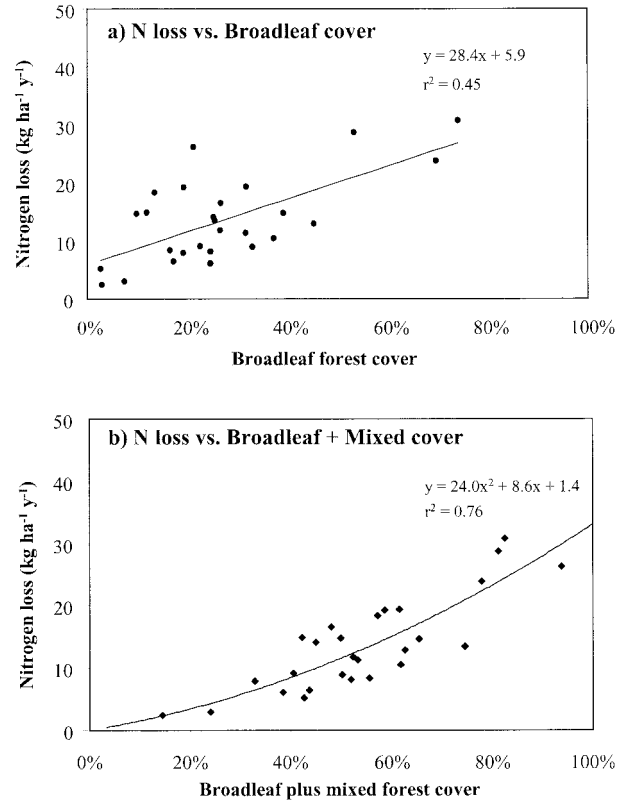 a) N loss vs. Broadleaf cover
y = 28.4x + 5.9
r² = 0.45
Nitrogen loss (kg ha⁻¹ y⁻¹)
50
40
30
20
10
0
0% 20% 40% 60% 80% 100%
Broadleaf forest cover
b) N loss vs. Broadleaf + Mixed cover
y = 24.0x² + 8.6x + 1.4
r² = 0.76
Nitrogen loss (kg ha⁻¹ y⁻¹)
50
40
30
20
10
0
0% 20% 40% 60% 80% 100%
Broadleaf plus mixed forest cover